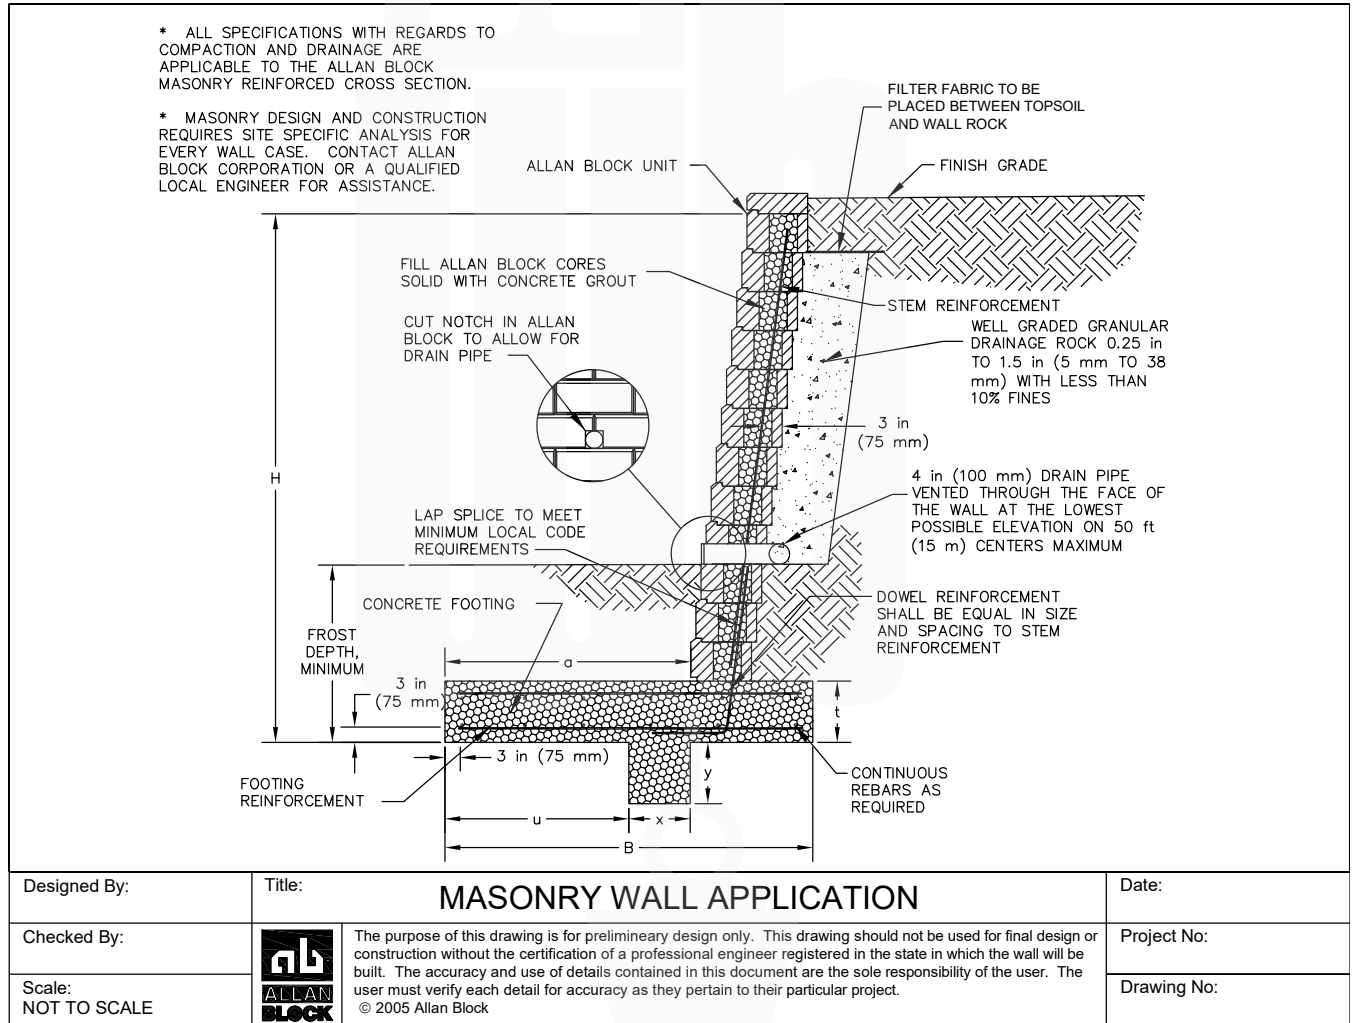 * ALL SPECIFICATIONS WITH REGARDS TO
COMPACTION AND DRAINAGE ARE
APPLICABLE TO THE ALLAN BLOCK
MASONRY REINFORCED CROSS SECTION.
* MASONRY DESIGN AND CONSTRUCTION
REQUIRES SITE SPECIFIC ANALYSIS FOR
EVERY WALL CASE. CONTACT ALLAN
BLOCK CORPORATION OR A QUALIFIED
LOCAL ENGINEER FOR ASSISTANCE.
FILTER FABRIC TO BE
PLACED BETWEEN TOPSOIL
AND WALL ROCK
ALLAN BLOCK UNIT
FINISH GRADE
FILL ALLAN BLOCK CORES
SOLID WITH CONCRETE GROUT
STEM REINFORCEMENT
CUT NOTCH IN ALLAN
BLOCK TO ALLOW FOR
DRAIN PIPE
WELL GRADED GRANULAR
DRAINAGE ROCK 0.25 in
TO 1.5 in (5 mm TO 38
mm) WITH LESS THAN
10% FINES
3 in
(75 mm)
H
4 in (100 mm) DRAIN PIPE
VENTED THROUGH THE FACE OF
THE WALL AT THE LOWEST
POSSIBLE ELEVATION ON 50 ft
(15 m) CENTERS MAXIMUM
LAP SPLICE TO MEET
MINIMUM LOCAL CODE
REQUIREMENTS
CONCRETE FOOTING
DOWEL REINFORCEMENT
SHALL BE EQUAL IN SIZE
AND SPACING TO STEM
REINFORCEMENT
FROST
DEPTH,
MINIMUM
a
3 in
(75 mm)
t
3 in (75 mm)
y
FOOTING
REINFORCEMENT
CONTINUOUS
REBARS AS
REQUIRED
u
x
B
Designed By:
Title:
MASONRY WALL APPLICATION
Date:
Checked By:
Project No:
Scale:
NOT TO SCALE
ab
ALLAN
BLOCK
The purpose of this drawing is for prelimineary design only. This drawing should not be used for final design or
construction without the certification of a professional engineer registered in the state in which the wall will be
built. The accuracy and use of details contained in this document are the sole responsibility of the user. The
user must verify each detail for accuracy as they pertain to their particular project.
© 2005 Allan Block
Drawing No: